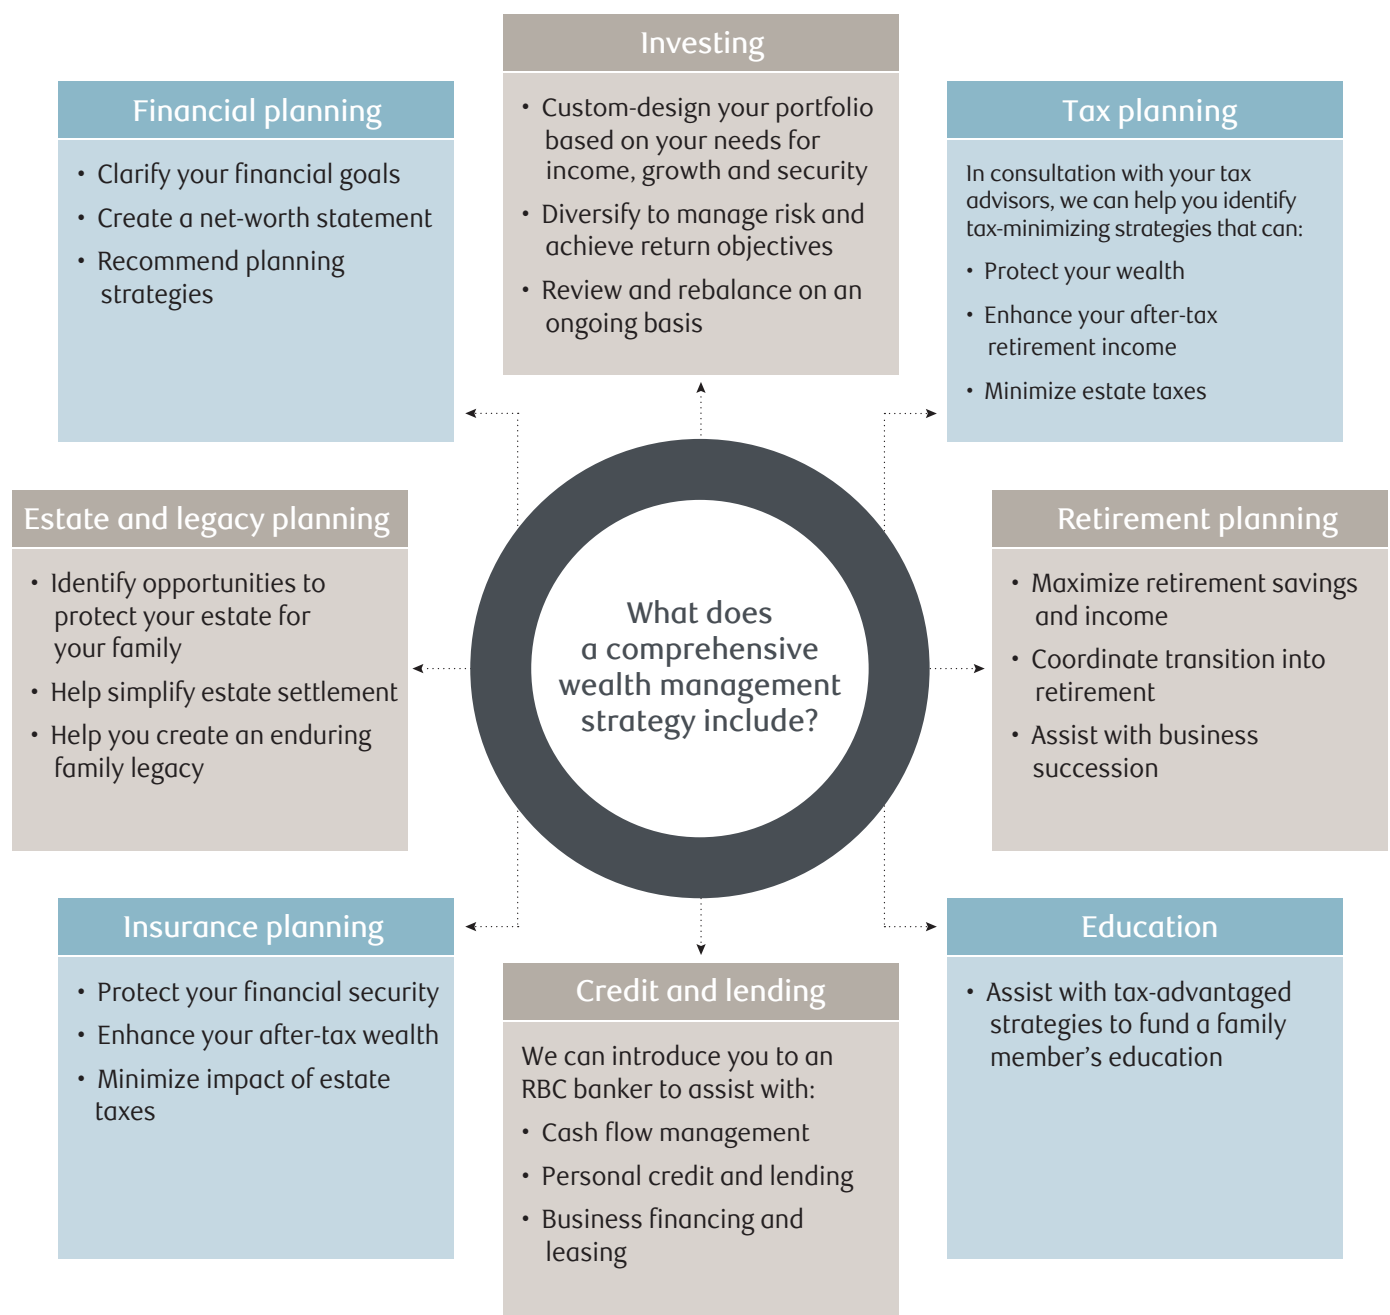 Investing
• Custom-design your portfolio
based on your needs for
income, growth and security
• Diversify to manage risk and
achieve return objectives
• Review and rebalance on an
ongoing basis
Financial planning
• Clarify your financial goals
• Create a net-worth statement
• Recommend planning
strategies
Tax planning
In consultation with your tax
advisors, we can help you identify
tax-minimizing strategies that can:
• Protect your wealth
• Enhance your after-tax
retirement income
• Minimize estate taxes
Estate and legacy planning
• Identify opportunities to
protect your estate for
your family
• Help simplify estate settlement
• Help you create an enduring
family legacy
What does
a comprehensive
wealth management
strategy include?
Retirement planning
• Maximize retirement savings
and income
• Coordinate transition into
retirement
• Assist with business
succession
Insurance planning
• Protect your financial security
• Enhance your after-tax wealth
• Minimize impact of estate
taxes
Credit and lending
We can introduce you to an
RBC banker to assist with:
• Cash flow management
• Personal credit and lending
• Business financing and
leasing
Education
• Assist with tax-advantaged
strategies to fund a family
member’s education